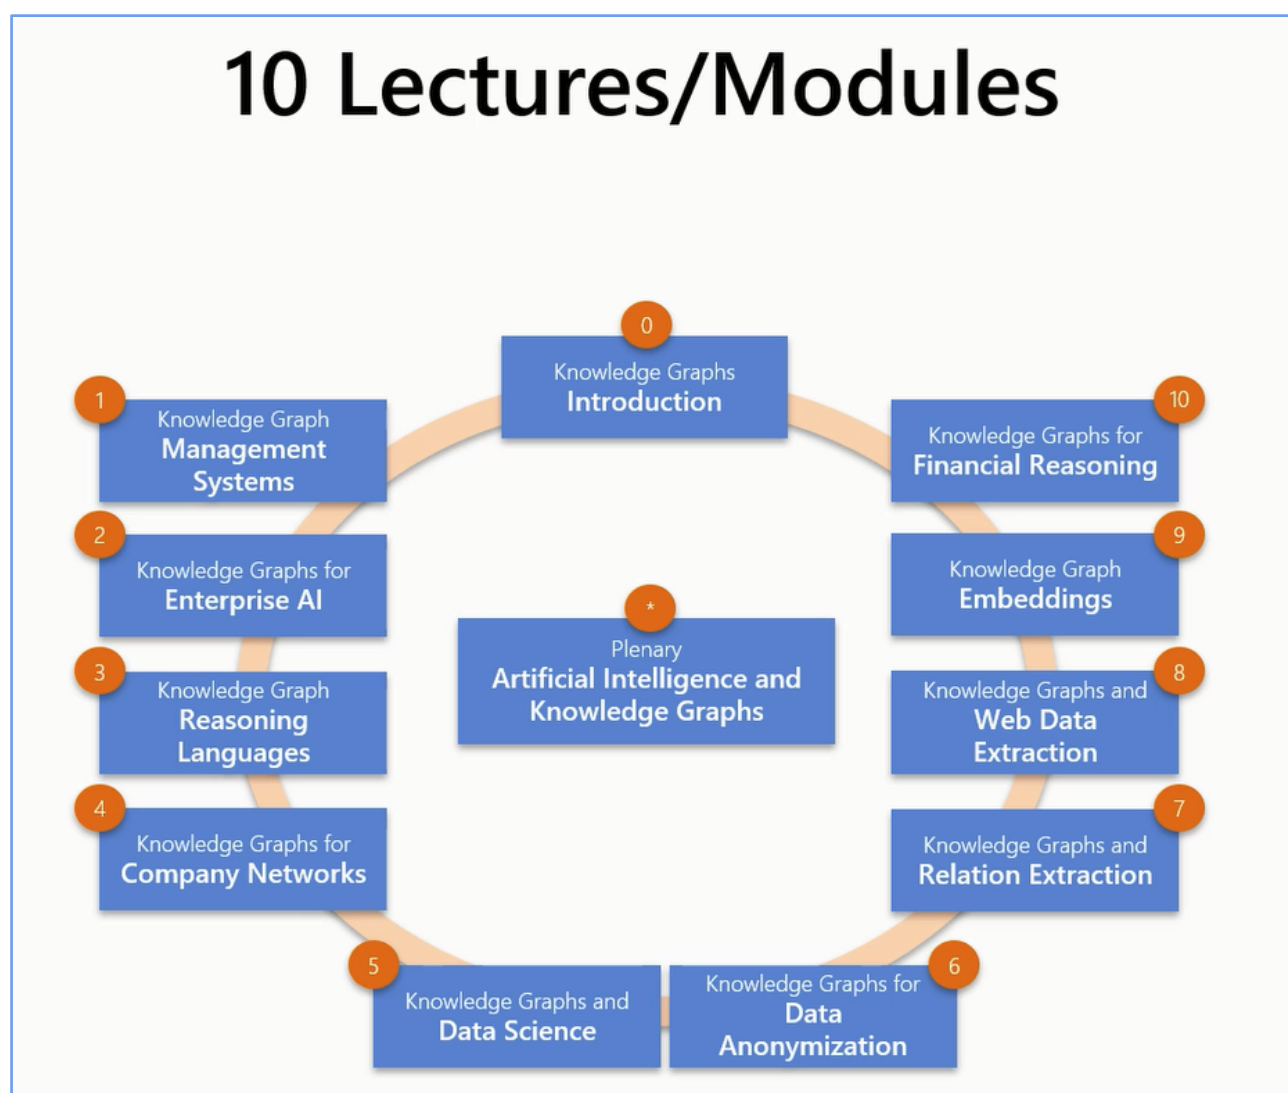 10 Lectures/Modules
0
Knowledge Graphs
Introduction
1
Knowledge Graph
Management
Systems
2
Knowledge Graphs for
Enterprise AI
3
Knowledge Graph
Reasoning
Languages
4
Knowledge Graphs for
Company Networks
5
Knowledge Graphs and
Data Science
6
Knowledge Graphs for
Data
Anonymization
7
Knowledge Graphs and
Relation Extraction
8
Knowledge Graphs and
Web Data
Extraction
9
Knowledge Graph
Embeddings
10
Knowledge Graphs for
Financial Reasoning
*
Plenary
Artificial Intelligence and
Knowledge Graphs